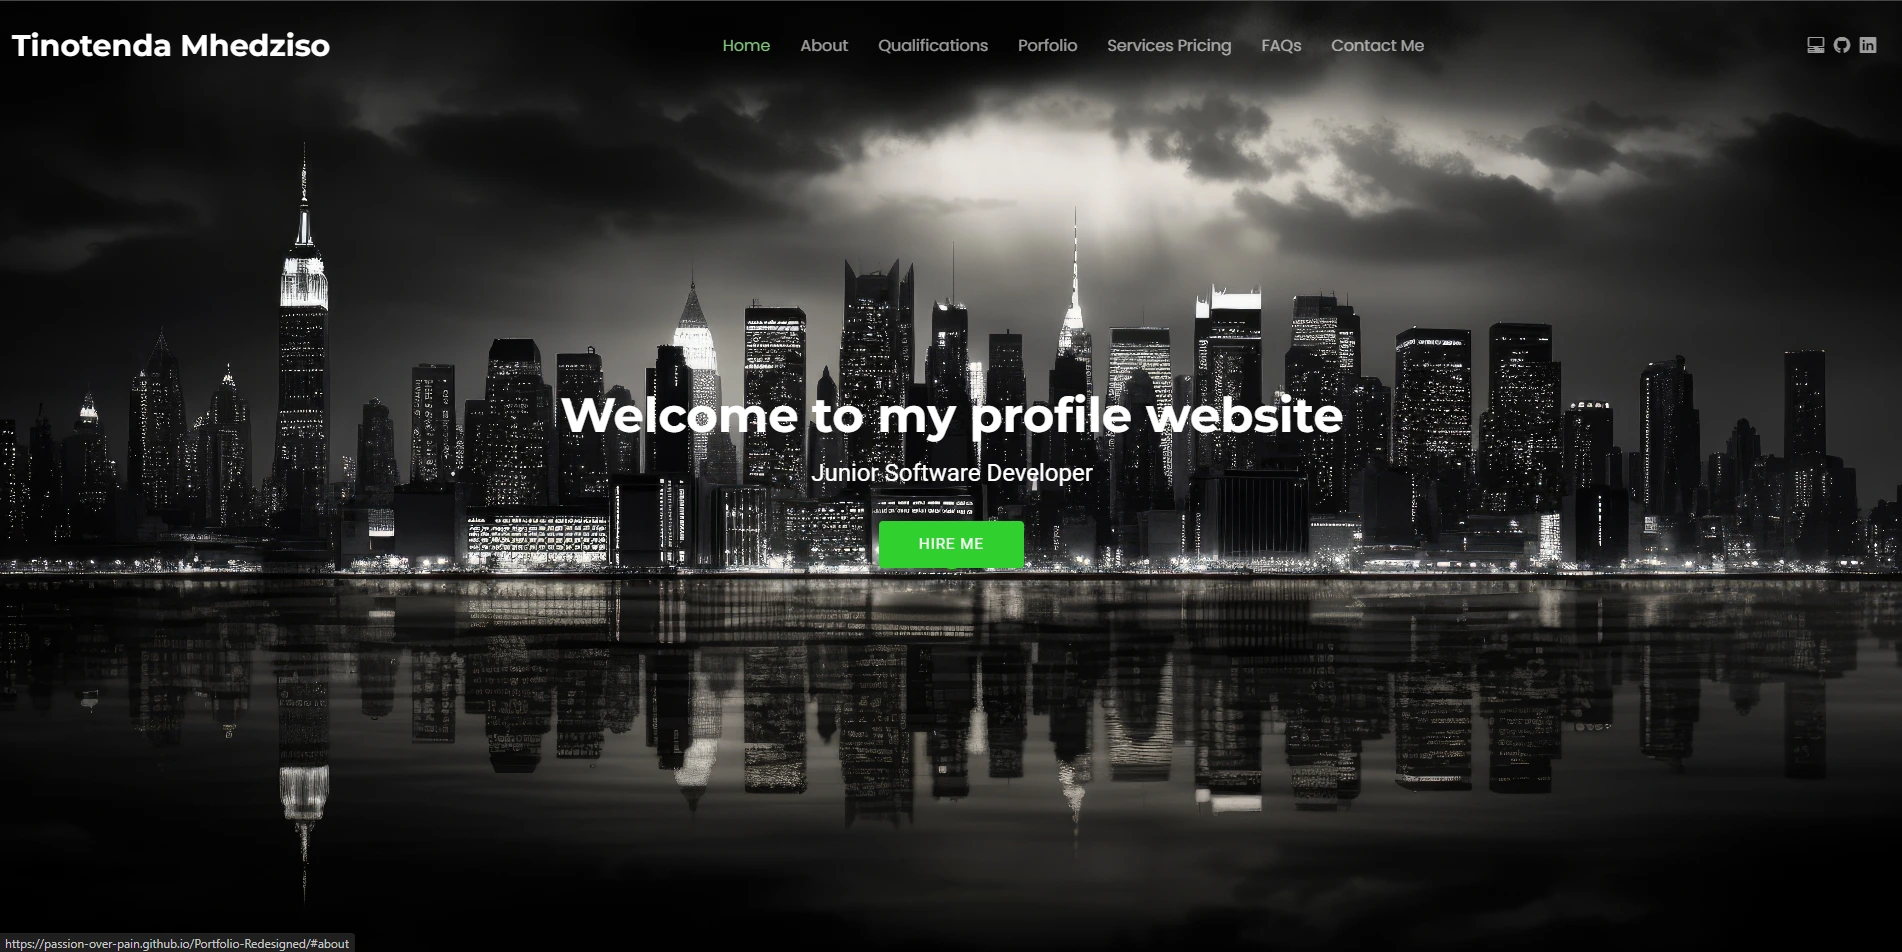 Tinotenda Mhedziso
Home About Qualifications Porfolio Services Pricing FAQs Contact Me
Welcome to my profile website
Junior Software Developer
HIRE ME
https://passion-over-pain.github.io/Portfolio-Redesigned/#about